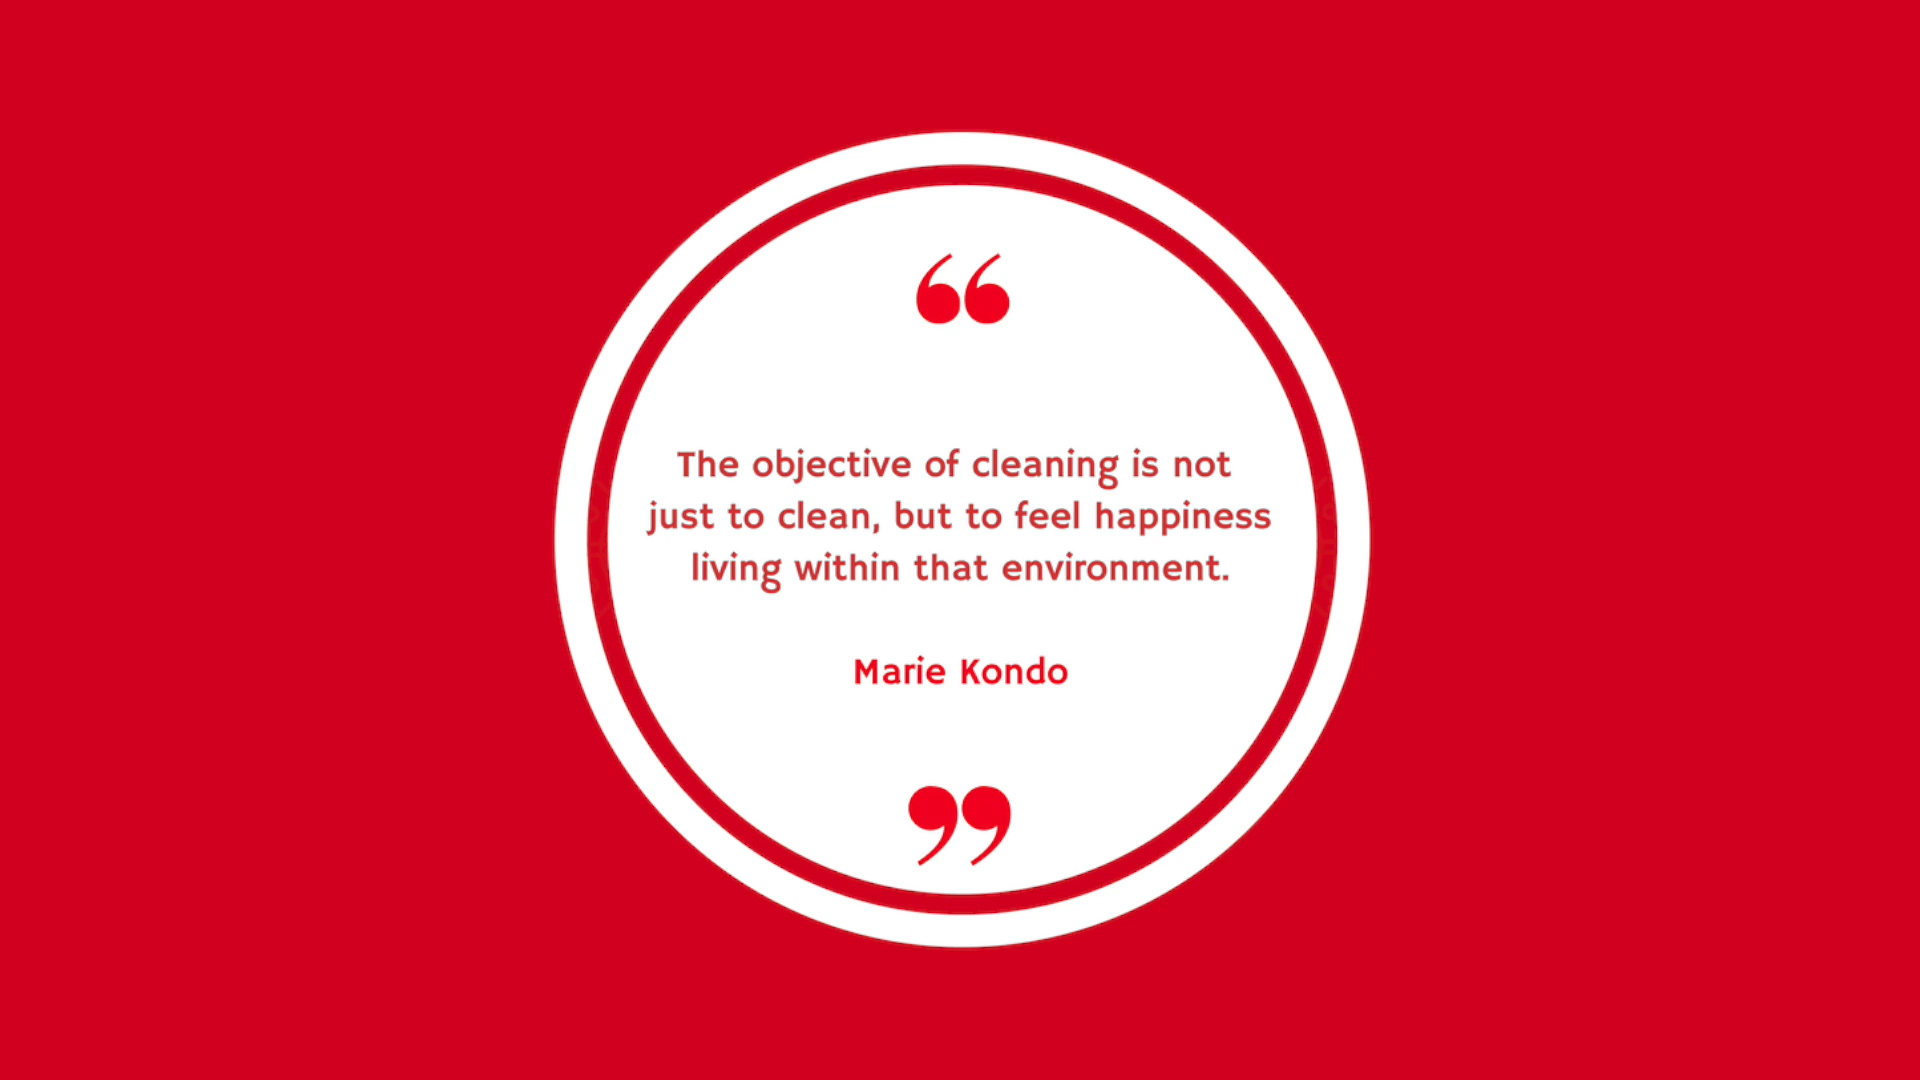 “
The objective of cleaning is not
just to clean, but to feel happiness
living within that environment.
Marie Kondo
”